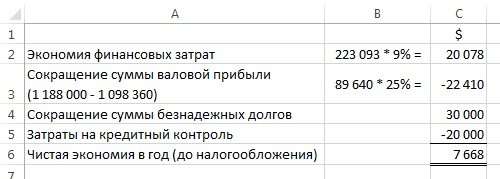 A B C
1 $
2 Экономия финансовых затрат 223 093 * 9% = 20 078
Сокращение суммы валовой прибыли
3 (1 188 000 - 1 098 360) 89 640 * 25% = -22 410
4 Сокращение суммы безнадежных долгов 30 000
5 Затраты на кредитный контроль -20 000
6 Чистая экономия в год (до налогообложения) 7 668
7